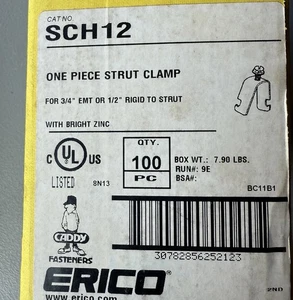 CAT NO.
SCH12
ONE PIECE STRUT CLAMP
FOR 3/4" EMT OR 1/2" RIGID TO STRUT
WITH BRIGHT ZINC
C UL US
LISTED 8N13
QTY.
100
PC
BOX WT.: 7.90 LBS.
RUN#: 9E
BSA#:
BC11B1
CADDY
FASTENERS
30782856252123
ERICO®
www.erico.com